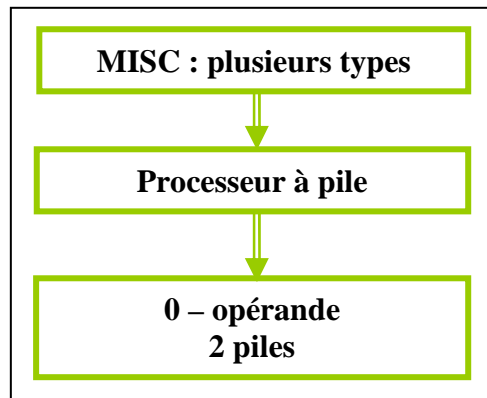 MISC : plusieurs types
Processeur à pile
0 – opérande
2 piles